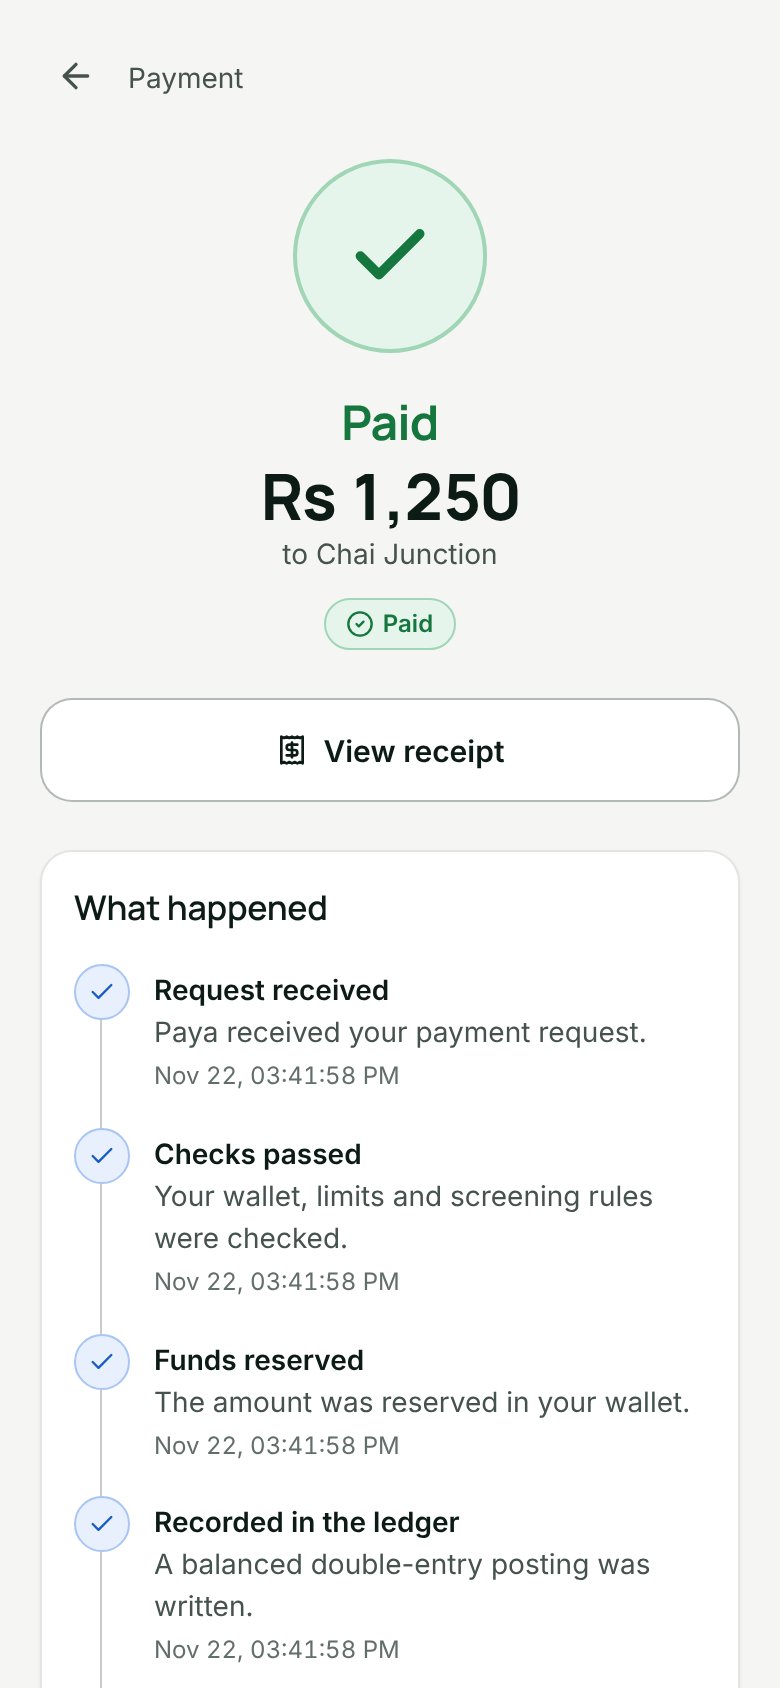 Payment
Paid
Rs 1,250
to Chai Junction
Paid
View receipt
What happened
Request received
Paya received your payment request.
Nov 22, 03:41:58 PM
Checks passed
Your wallet, limits and screening rules
were checked.
Nov 22, 03:41:58 PM
Funds reserved
The amount was reserved in your wallet.
Nov 22, 03:41:58 PM
Recorded in the ledger
A balanced double-entry posting was
written.
Nov 22, 03:41:58 PM